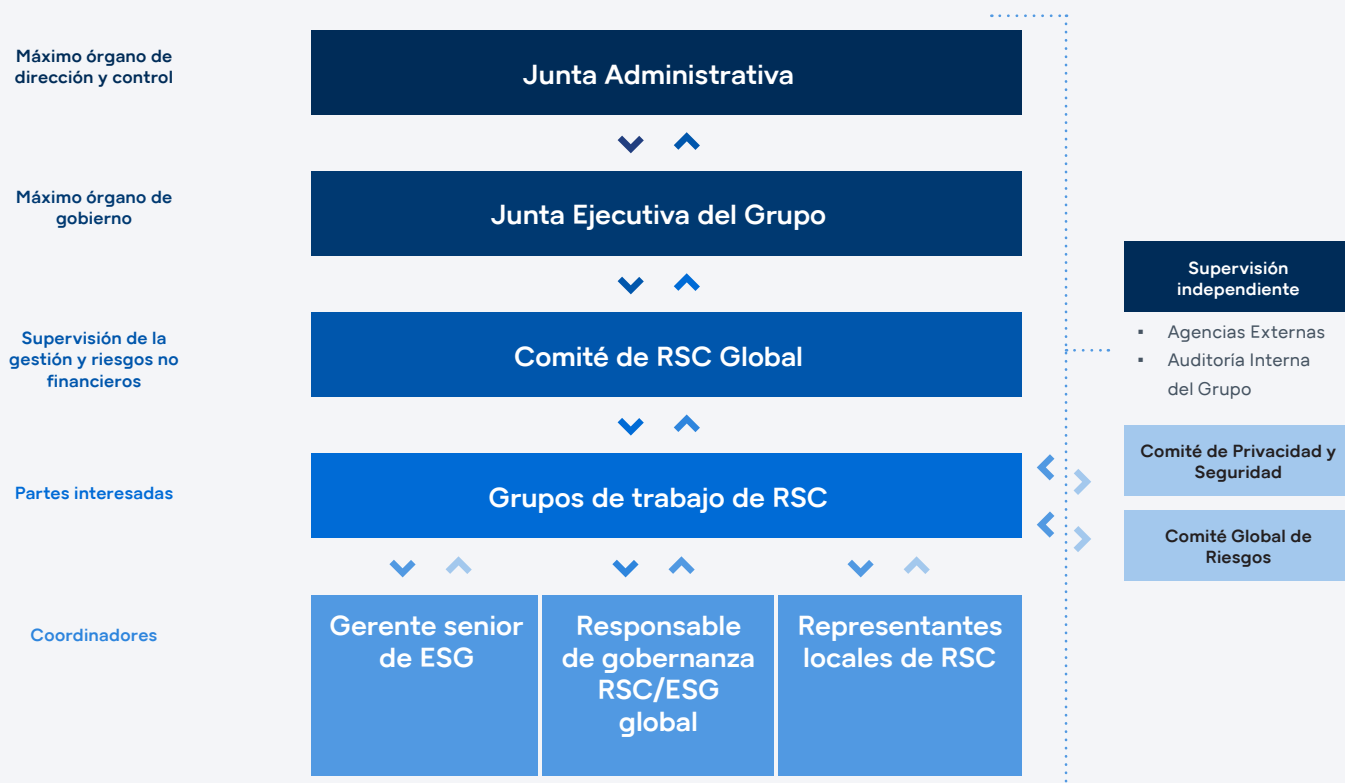 Máximo órgano de
dirección y control
Junta Administrativa
Máximo órgano de
gobierno
Junta Ejecutiva del Grupo
Supervisión de la
gestión y riesgos no
financieros
Comité de RSC Global
Partes interesadas
Grupos de trabajo de RSC
Coordinadores
Gerente senior
de ESG
Responsable
de gobernanza
RSC/ESG
global
Representantes
locales de RSC
Supervisión
independiente
▪ Agencias Externas
▪ Auditoría Interna
del Grupo
Comité de Privacidad y
Seguridad
Comité Global de
Riesgos